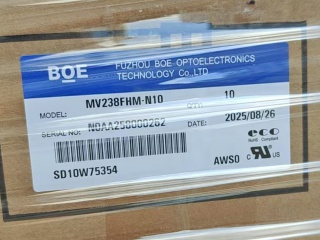 BOE
FUZHOU BOE OPTOELECTRONICS
TECHNOLOGY Co.,LTD
MODEL: MV238FHM-N10 10
SERIAL NO: DATE: 2025/08/26
eco
AWS0
SD10W75354